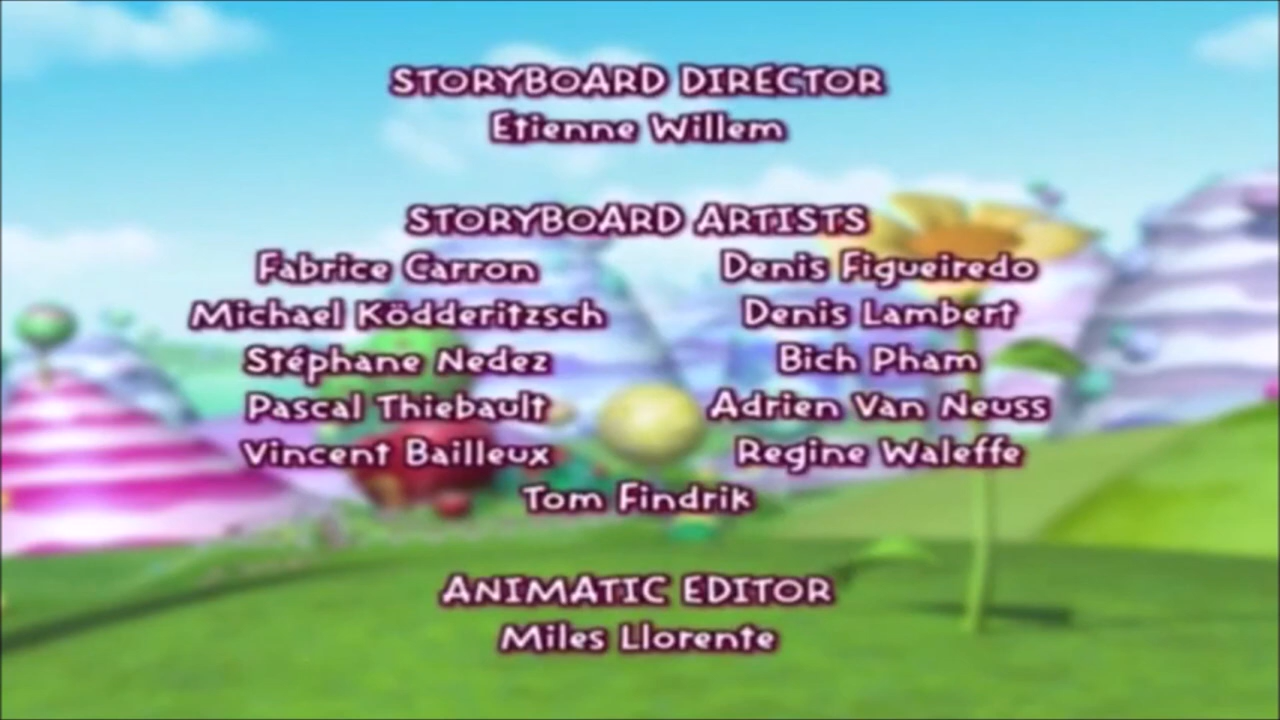 STORYBOARD DIRECTOR
Etienne Willem
STORYBOARD ARTISTS
Fabrice Carron Denis Figueiredo
Michael Ködderitzsch Denis Lambert
Stéphane Nedez Bich Pham
Pascal Thiebault Adrien Van Neuss
Vincent Bailleux Regine Waleffe
Tom Findrik
ANIMATIC EDITOR
Miles Llorente